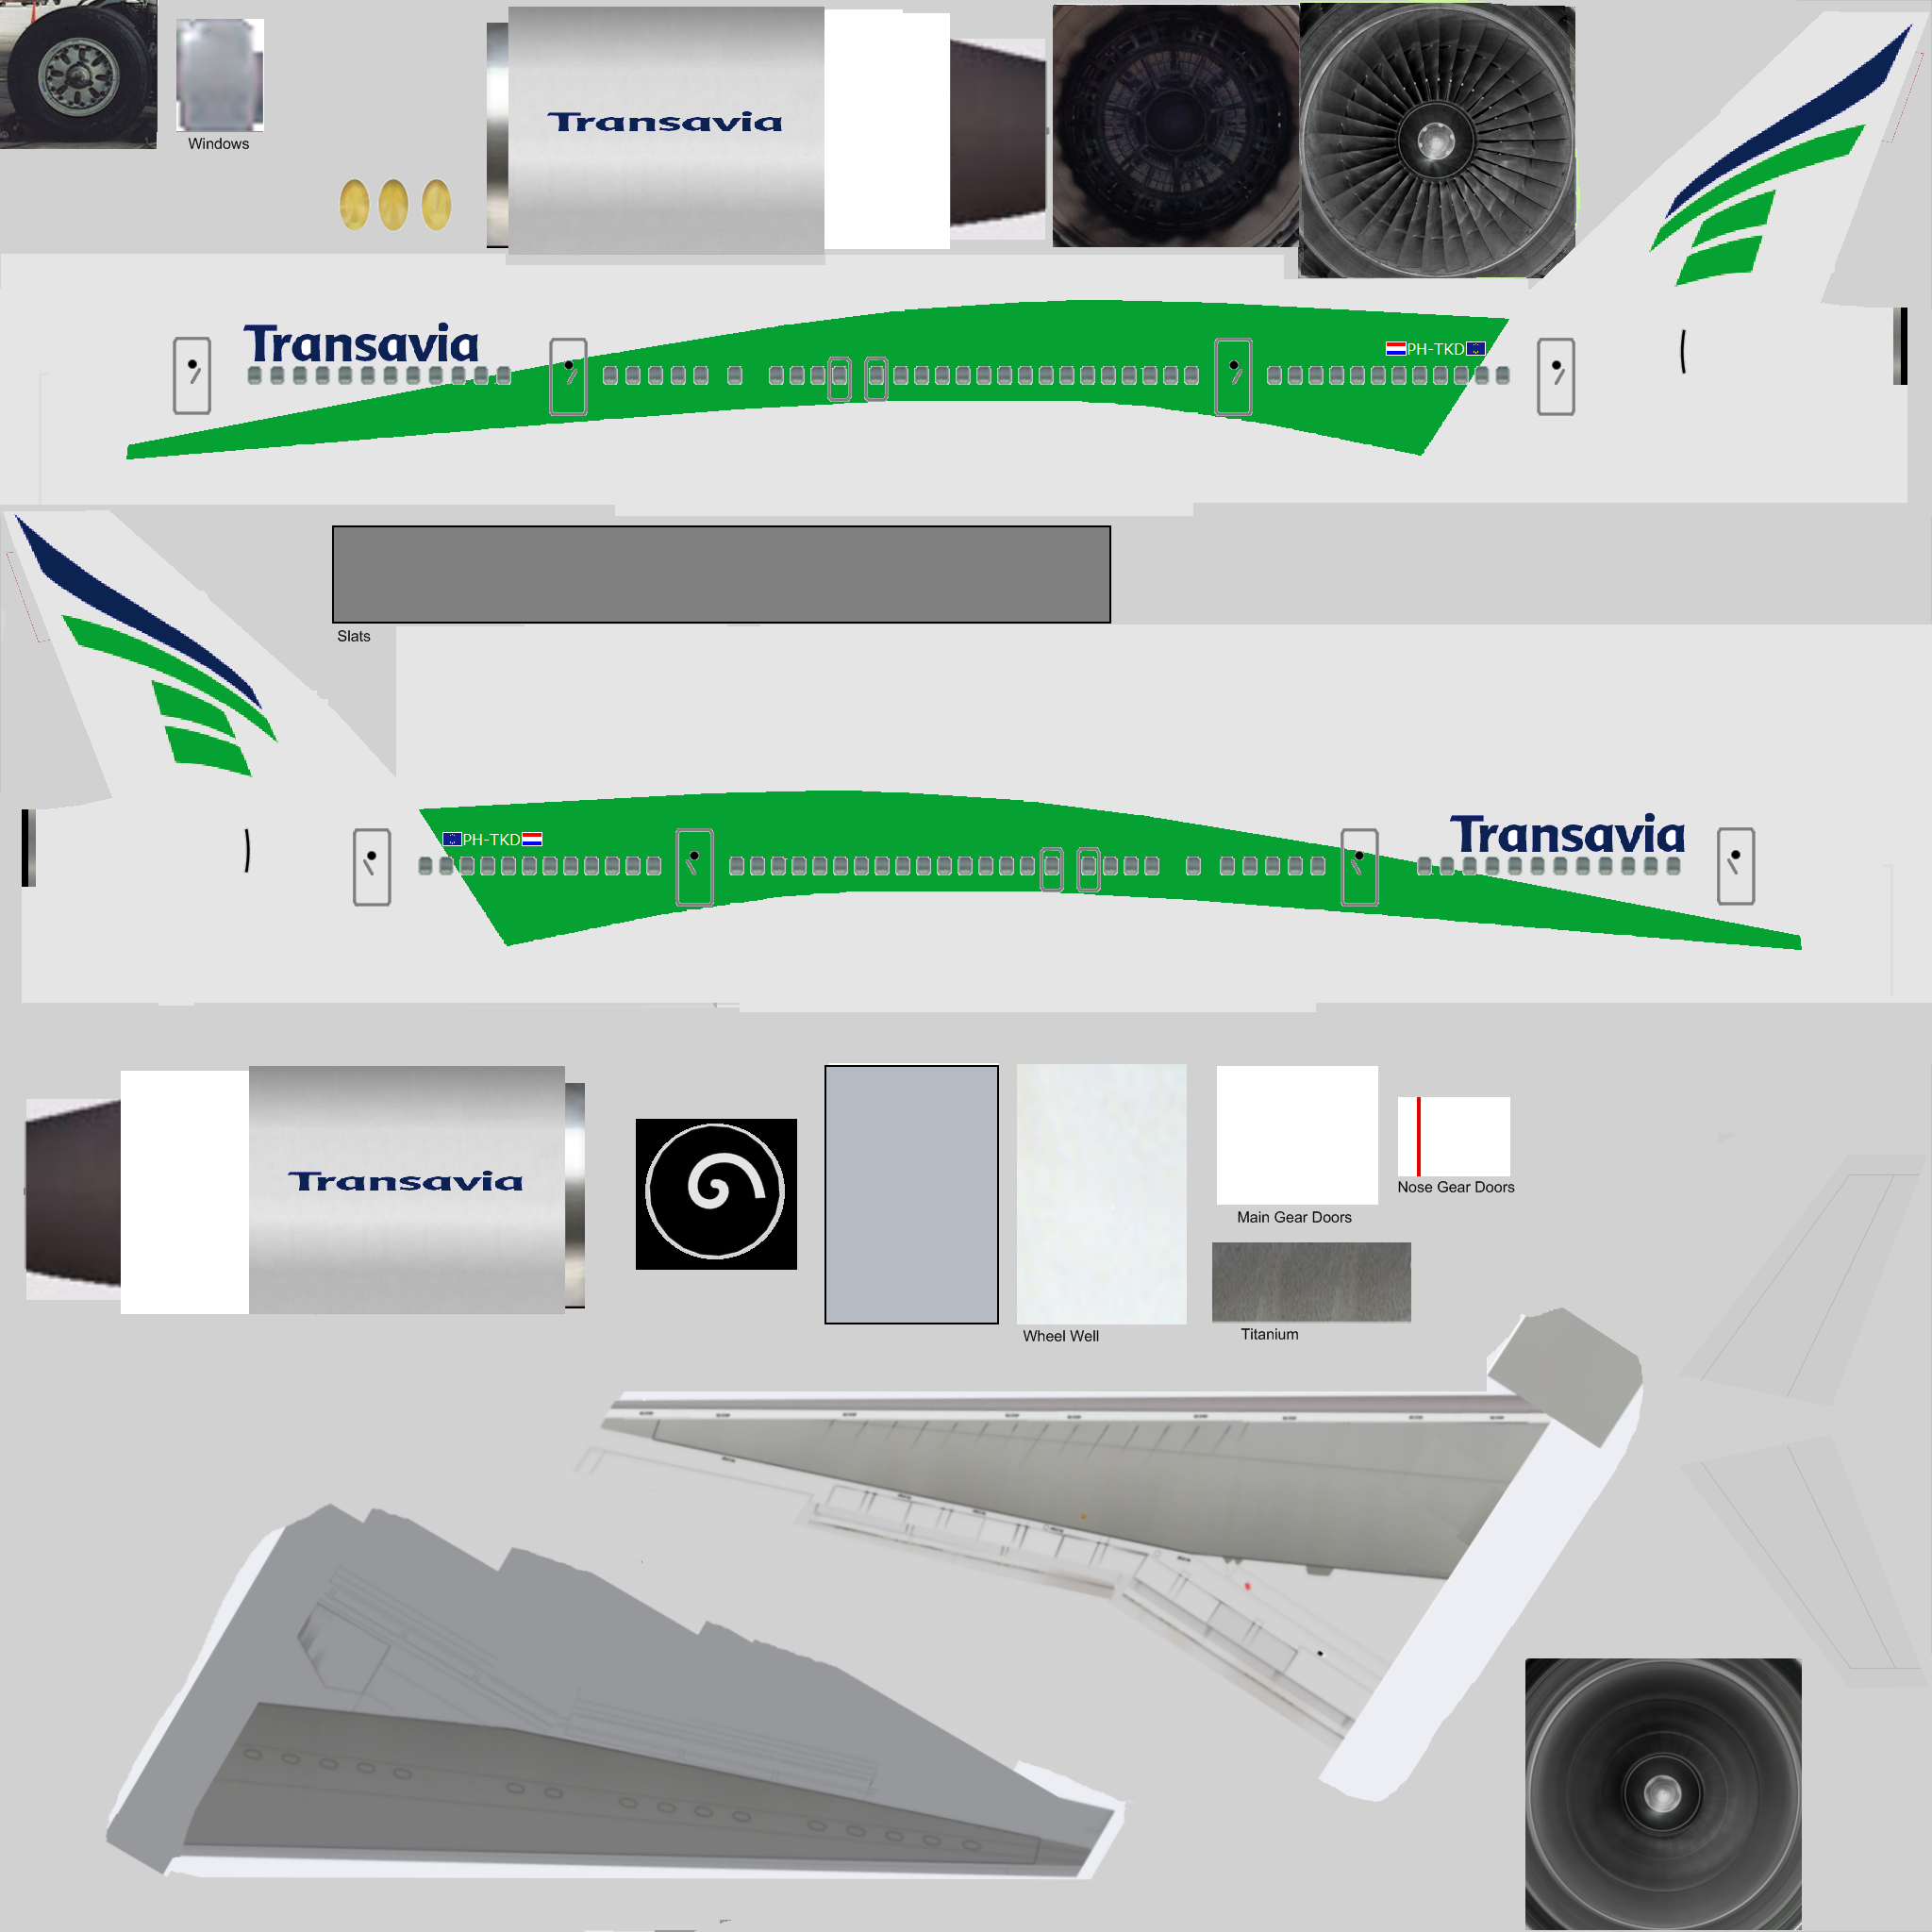 Windows
Transavia
Transavia
PH-TKD
Slats
PH-TKD
Transavia
Transavia
Wheel Well
Main Gear Doors
Nose Gear Doors
Titanium